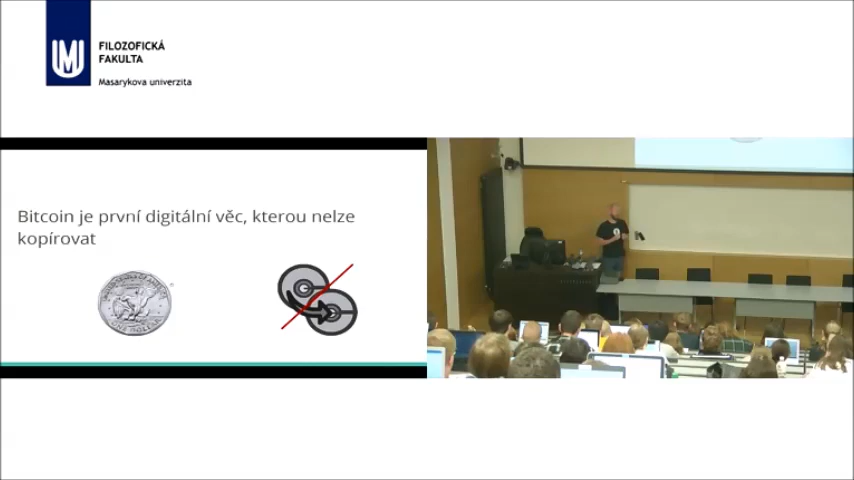 FILOZOFICKÁ
FAKULTA
Masarykova univerzita
Bitcoin je první digitální věc, kterou nelze
kopírovat